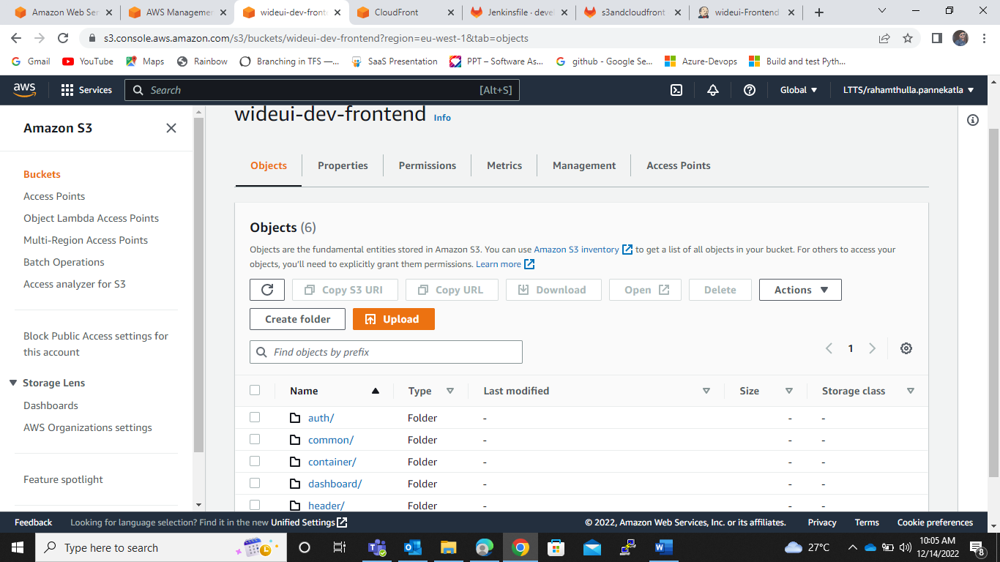 Amazon Web Ser
AWS Managemen
wideui-dev-fronte
CloudFront
Jenkinsfile · deve
s3andcloudfront
wideui-Frontend
s3.console.aws.amazon.com/s3/buckets/wideui-dev-frontend?region=eu-west-1&tab=objects
Gmail YouTube Maps Rainbow Branching in TFS —... SaaS Presentation PPT – Software As... github - Google Se... Azure-Devops Build and test Pyth...
aws Services Search [Alt+S] Global LTTS/rahamthulla.pannekatla
Amazon S3
Buckets
Access Points
Object Lambda Access Points
Multi-Region Access Points
Batch Operations
Access analyzer for S3
Block Public Access settings for
this account
Storage Lens
Dashboards
AWS Organizations settings
Feature spotlight
wideui-dev-frontend Info
Objects Properties Permissions Metrics Management Access Points
Objects (6)
Objects are the fundamental entities stored in Amazon S3. You can use Amazon S3 inventory to get a list of all objects in your bucket. For others to access your
objects, you'll need to explicitly grant them permissions. Learn more
Copy S3 URI Copy URL Download Open Delete Actions
Create folder Upload
Find objects by prefix 1
Name Type Last modified Size Storage class
auth/ Folder - - -
common/ Folder - - -
container/ Folder - - -
dashboard/ Folder - - -
header/ Folder - - -
Feedback Looking for language selection? Find it in the new Unified Settings © 2022, Amazon Web Services, Inc. or its affiliates. Privacy Terms Cookie preferences
Type here to search 27°C 10:05 AM
12/14/2022 8